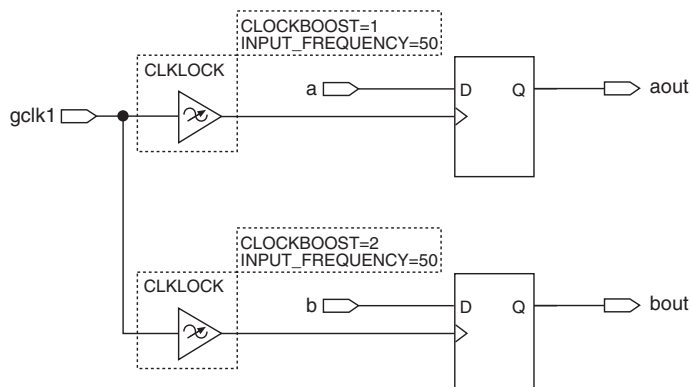 CLOCKBOOST=1
INPUT_FREQUENCY=50
CLKLOCK
a
D
Q
aout
gclk1
CLOCKBOOST=2
INPUT_FREQUENCY=50
CLKLOCK
b
D
Q
bout